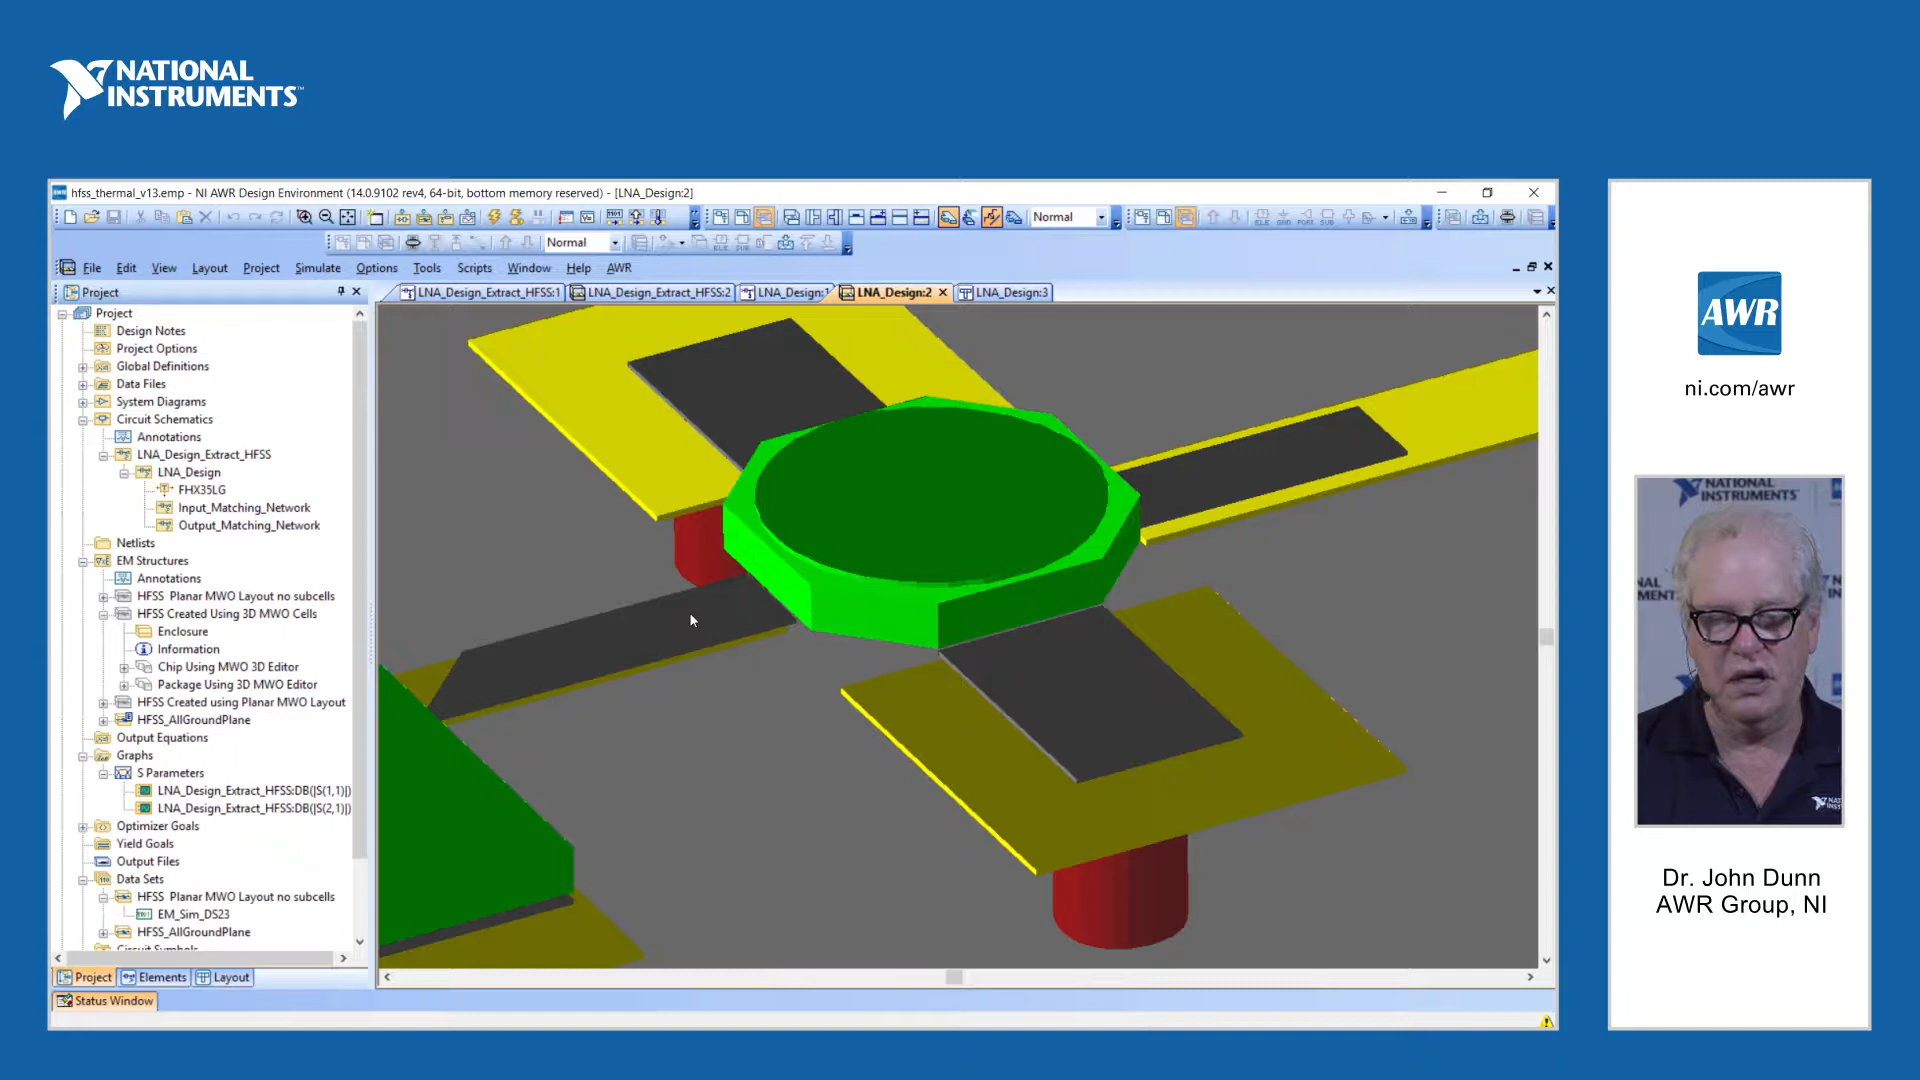 NATIONAL
INSTRUMENTS™
hfss_thermal_v13.emp - NI AWR Design Environment (14.0.9102 rev4, 64-bit, bottom memory reserved) - [LNA_Design:2]
Normal
Normal
File Edit View Layout Project Simulate Options Tools Scripts Window Help AWR
Project
LNA_Design_Extract_HFSS:1 LNA_Design_Extract_HFSS:2 LNA_Design:1 LNA_Design:2 LNA_Design:3
Project
Design Notes
Project Options
Global Definitions
Data Files
System Diagrams
Circuit Schematics
Annotations
LNA_Design_Extract_HFSS
LNA_Design
FHX35LG
Input_Matching_Network
Output_Matching_Network
Netlists
EM Structures
Annotations
HFSS Planar MWO Layout no subcells
HFSS Created Using 3D MWO Cells
Enclosure
Information
Chip Using MWO 3D Editor
Package Using 3D MWO Editor
HFSS Created using Planar MWO Layout
HFSS_AllGroundPlane
Output Equations
Graphs
S Parameters
LNA_Design_Extract_HFSS:DB(|S(1,1)|)
LNA_Design_Extract_HFSS:DB(|S(2,1)|)
Optimizer Goals
Yield Goals
Output Files
Data Sets
HFSS Planar MWO Layout no subcells
EM_Sim_DS23
HFSS_AllGroundPlane
Circuit Symbols
Project Elements Layout
Status Window
AWR
ni.com/awr
NATIONAL
INSTRUMENTS
Dr. John Dunn
AWR Group, NI